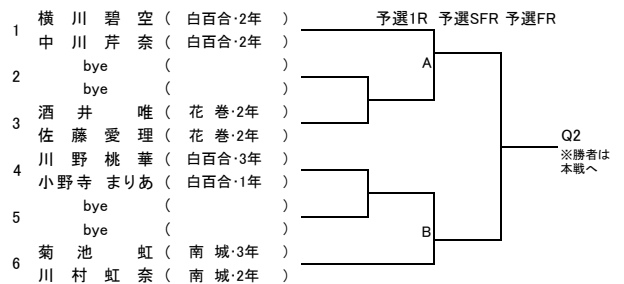 予選1R 予選SFR 予選FR
1 横川碧空 ( 白百合・2年 )
中川芹奈 ( 白百合・2年 )
2 bye ( )
bye ( )
3 酒井唯 ( 花巻・2年 )
佐藤愛理 ( 花巻・2年 )
4 川野桃華 ( 白百合・3年 )
小野寺まりあ ( 白百合・1年 )
5 bye ( )
bye ( )
6 菊池虹 ( 南城・3年 )
川村虹奈 ( 南城・2年 )
A
B
Q2
※勝者は
本戦へ